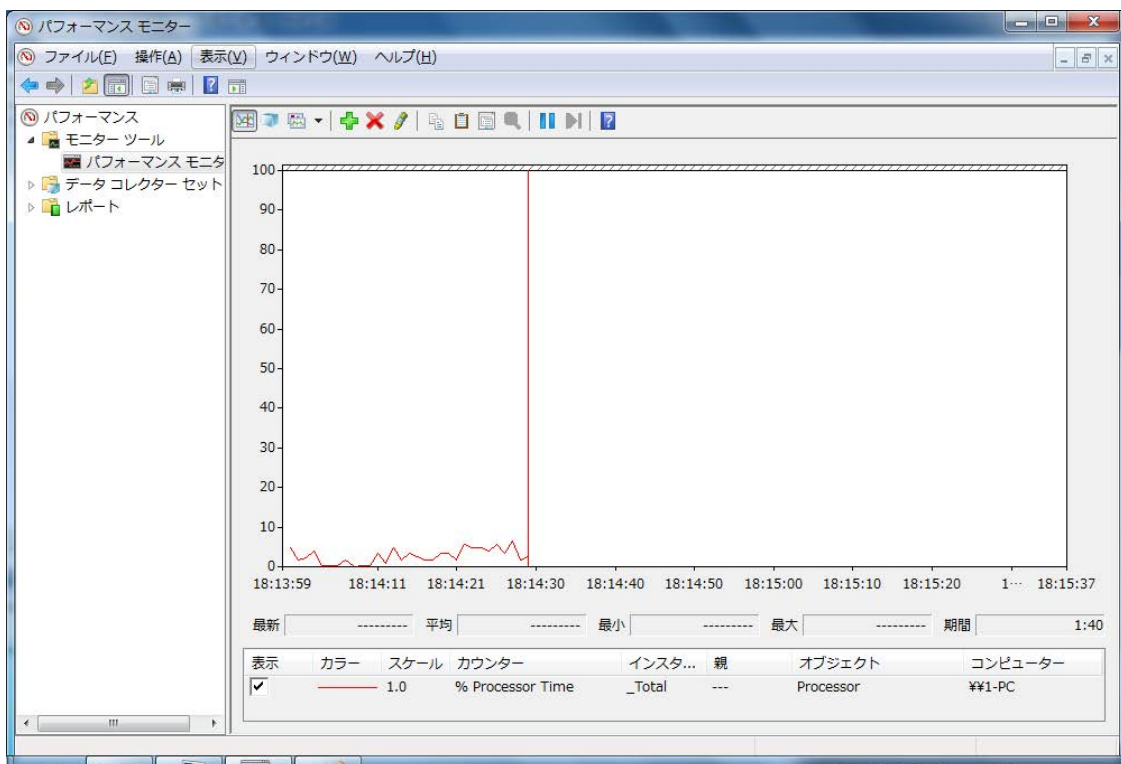 パフォーマンス モニター
ファイル(F) 操作(A) 表示(V) ウィンドウ(W) ヘルプ(H)
パフォーマンス
モニター ツール
パフォーマンス モニタ
データ コレクター セット
レポート
100
90
80
70
60
50
40
30
20
10
0
18:13:59 18:14:11 18:14:21 18:14:30 18:14:40 18:14:50 18:15:00 18:15:10 18:15:20 1… 18:15:37
最新 --------- 平均 --------- 最小 --------- 最大 --------- 期間 1:40
表示 カラー スケール カウンター インスタ... 親 オブジェクト コンピューター
1.0 % Processor Time _Total --- Processor ¥¥1-PC